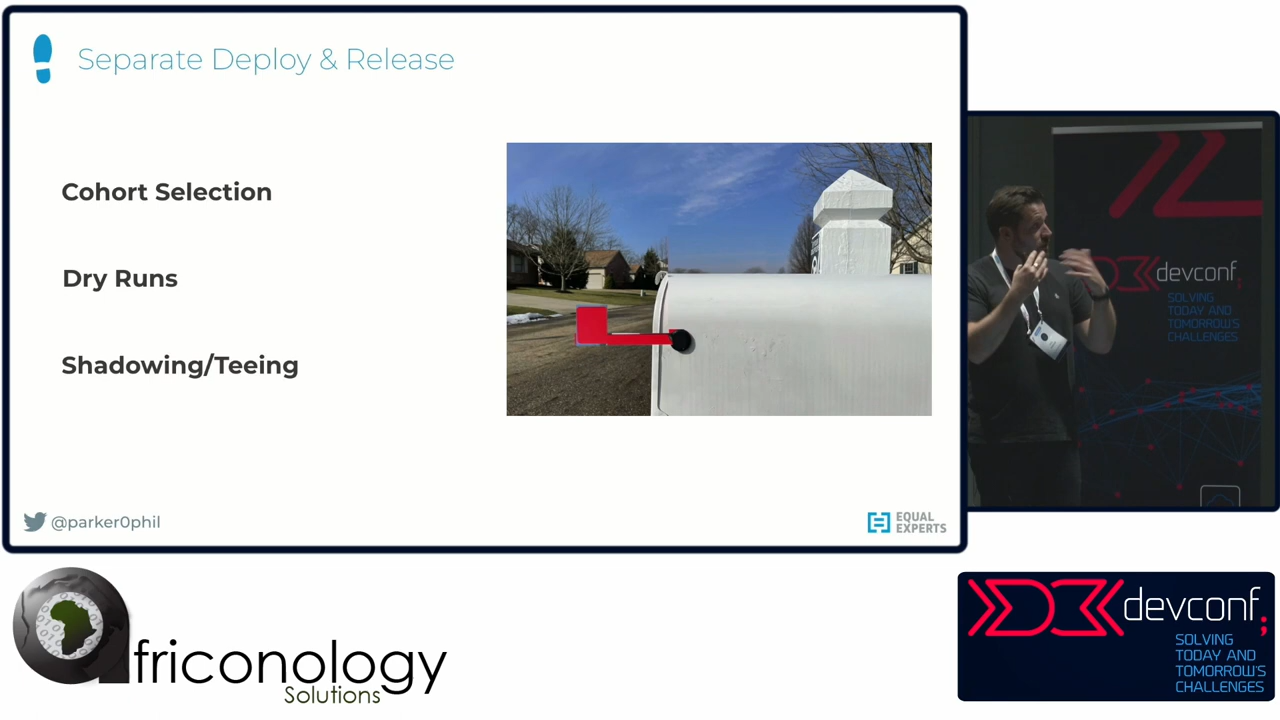 Separate Deploy & Release
Cohort Selection
Dry Runs
Shadowing/Teeing
@parker0phil
EQUAL
EXPERTS
devconf;
SOLVING
TODAY AND
TOMORROW'S
CHALLENGES
africonology
Solutions
devconf;
SOLVING
TODAY AND
TOMORROW'S
CHALLENGES